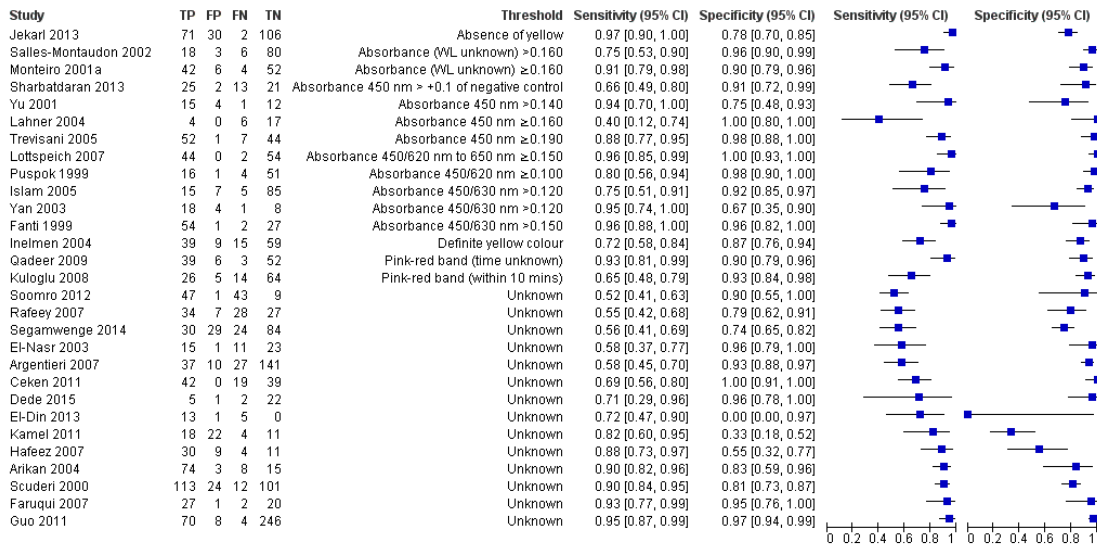 Study TP FP FN TN Threshold Sensitivity (95% CI) Specificity (95% CI) Sensitivity (95% CI) Specificity (95% CI)
Jekarl 2013 71 30 2 106 Absence of yellow 0.97 [0.90, 1.00] 0.78 [0.70, 0.85]
Salles-Montaudon 2002 18 3 6 80 Absorbance (WL unknown) >0.160 0.75 [0.53, 0.90] 0.96 [0.90, 0.99]
Monteiro 2001a 42 6 4 52 Absorbance (WL unknown) ≥0.160 0.91 [0.79, 0.98] 0.90 [0.79, 0.96]
Sharbatdaran 2013 25 2 13 21 Absorbance 450 nm > +0.1 of negative control 0.66 [0.49, 0.80] 0.91 [0.72, 0.99]
Yu 2001 15 4 1 12 Absorbance 450 nm >0.140 0.94 [0.70, 1.00] 0.75 [0.48, 0.93]
Lahner 2004 4 0 6 17 Absorbance 450 nm ≥0.160 0.40 [0.12, 0.74] 1.00 [0.80, 1.00]
Trevisani 2005 52 1 7 44 Absorbance 450 nm ≥0.190 0.88 [0.77, 0.95] 0.98 [0.88, 1.00]
Lottspeich 2007 44 0 2 54 Absorbance 450/620 nm to 650 nm ≥0.150 0.96 [0.85, 0.99] 1.00 [0.93, 1.00]
Puspok 1999 16 1 4 51 Absorbance 450/620 nm ≥0.100 0.80 [0.56, 0.94] 0.98 [0.90, 1.00]
Islam 2005 15 7 5 85 Absorbance 450/630 nm >0.120 0.75 [0.51, 0.91] 0.92 [0.85, 0.97]
Yan 2003 18 4 1 8 Absorbance 450/630 nm >0.120 0.95 [0.74, 1.00] 0.67 [0.35, 0.90]
Fanti 1999 54 1 2 27 Absorbance 450/630 nm >0.150 0.96 [0.88, 1.00] 0.96 [0.82, 1.00]
Inelmen 2004 39 9 15 59 Definite yellow colour 0.72 [0.58, 0.84] 0.87 [0.76, 0.94]
Qadeer 2009 39 6 3 52 Pink-red band (time unknown) 0.93 [0.81, 0.99] 0.90 [0.79, 0.96]
Kuloglu 2008 26 5 14 64 Pink-red band (within 10 mins) 0.65 [0.48, 0.79] 0.93 [0.84, 0.98]
Soomro 2012 47 1 43 9 Unknown 0.52 [0.41, 0.63] 0.90 [0.55, 1.00]
Rafeey 2007 34 7 28 27 Unknown 0.55 [0.42, 0.68] 0.79 [0.62, 0.91]
Segamwenge 2014 30 29 24 84 Unknown 0.56 [0.41, 0.69] 0.74 [0.65, 0.82]
El-Nasr 2003 15 1 11 23 Unknown 0.58 [0.37, 0.77] 0.96 [0.79, 1.00]
Argentieri 2007 37 10 27 141 Unknown 0.58 [0.45, 0.70] 0.93 [0.88, 0.97]
Ceken 2011 42 0 19 39 Unknown 0.69 [0.56, 0.80] 1.00 [0.91, 1.00]
Dede 2015 5 1 2 22 Unknown 0.71 [0.29, 0.96] 0.96 [0.78, 1.00]
El-Din 2013 13 1 5 0 Unknown 0.72 [0.47, 0.90] 0.00 [0.00, 0.97]
Kamel 2011 18 22 4 11 Unknown 0.82 [0.60, 0.95] 0.33 [0.18, 0.52]
Hafeez 2007 30 9 4 11 Unknown 0.88 [0.73, 0.97] 0.55 [0.32, 0.77]
Arikan 2004 74 3 8 15 Unknown 0.90 [0.82, 0.96] 0.83 [0.59, 0.96]
Scuderi 2000 113 24 12 101 Unknown 0.90 [0.84, 0.95] 0.81 [0.73, 0.87]
Faruqui 2007 27 1 2 20 Unknown 0.93 [0.77, 0.99] 0.95 [0.76, 1.00]
Guo 2011 70 8 4 246 Unknown 0.95 [0.87, 0.99] 0.97 [0.94, 0.99]
0 0.2 0.4 0.6 0.8 1 0 0.2 0.4 0.6 0.8 1